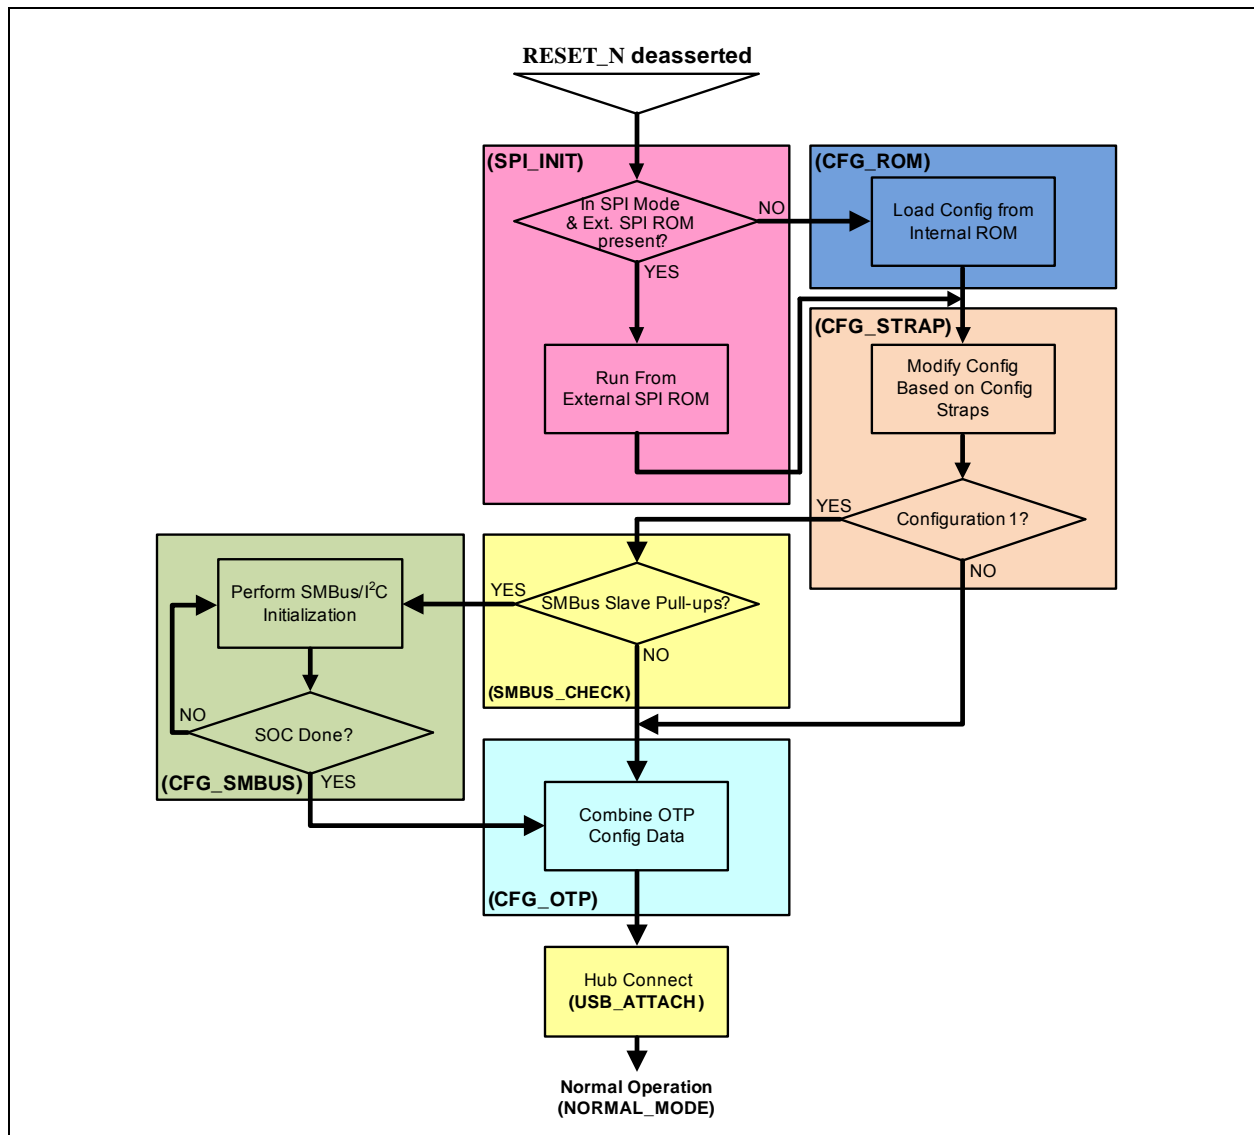 RESET_N deasserted
(SPI_INIT)
In SPI Mode
& Ext. SPI ROM
present?
NO
YES
Run From
External SPI ROM
(CFG_ROM)
Load Config from
Internal ROM
(CFG_STRAP)
Modify Config
Based on Config
Straps
Configuration 1?
YES
NO
SMBus Slave Pull-ups?
YES
NO
(SMBUS_CHECK)
Perform SMBus/I²C
Initialization
SOC Done?
NO
YES
(CFG_SMBUS)
Combine OTP
Config Data
(CFG_OTP)
Hub Connect
(USB_ATTACH)
Normal Operation
(NORMAL_MODE)